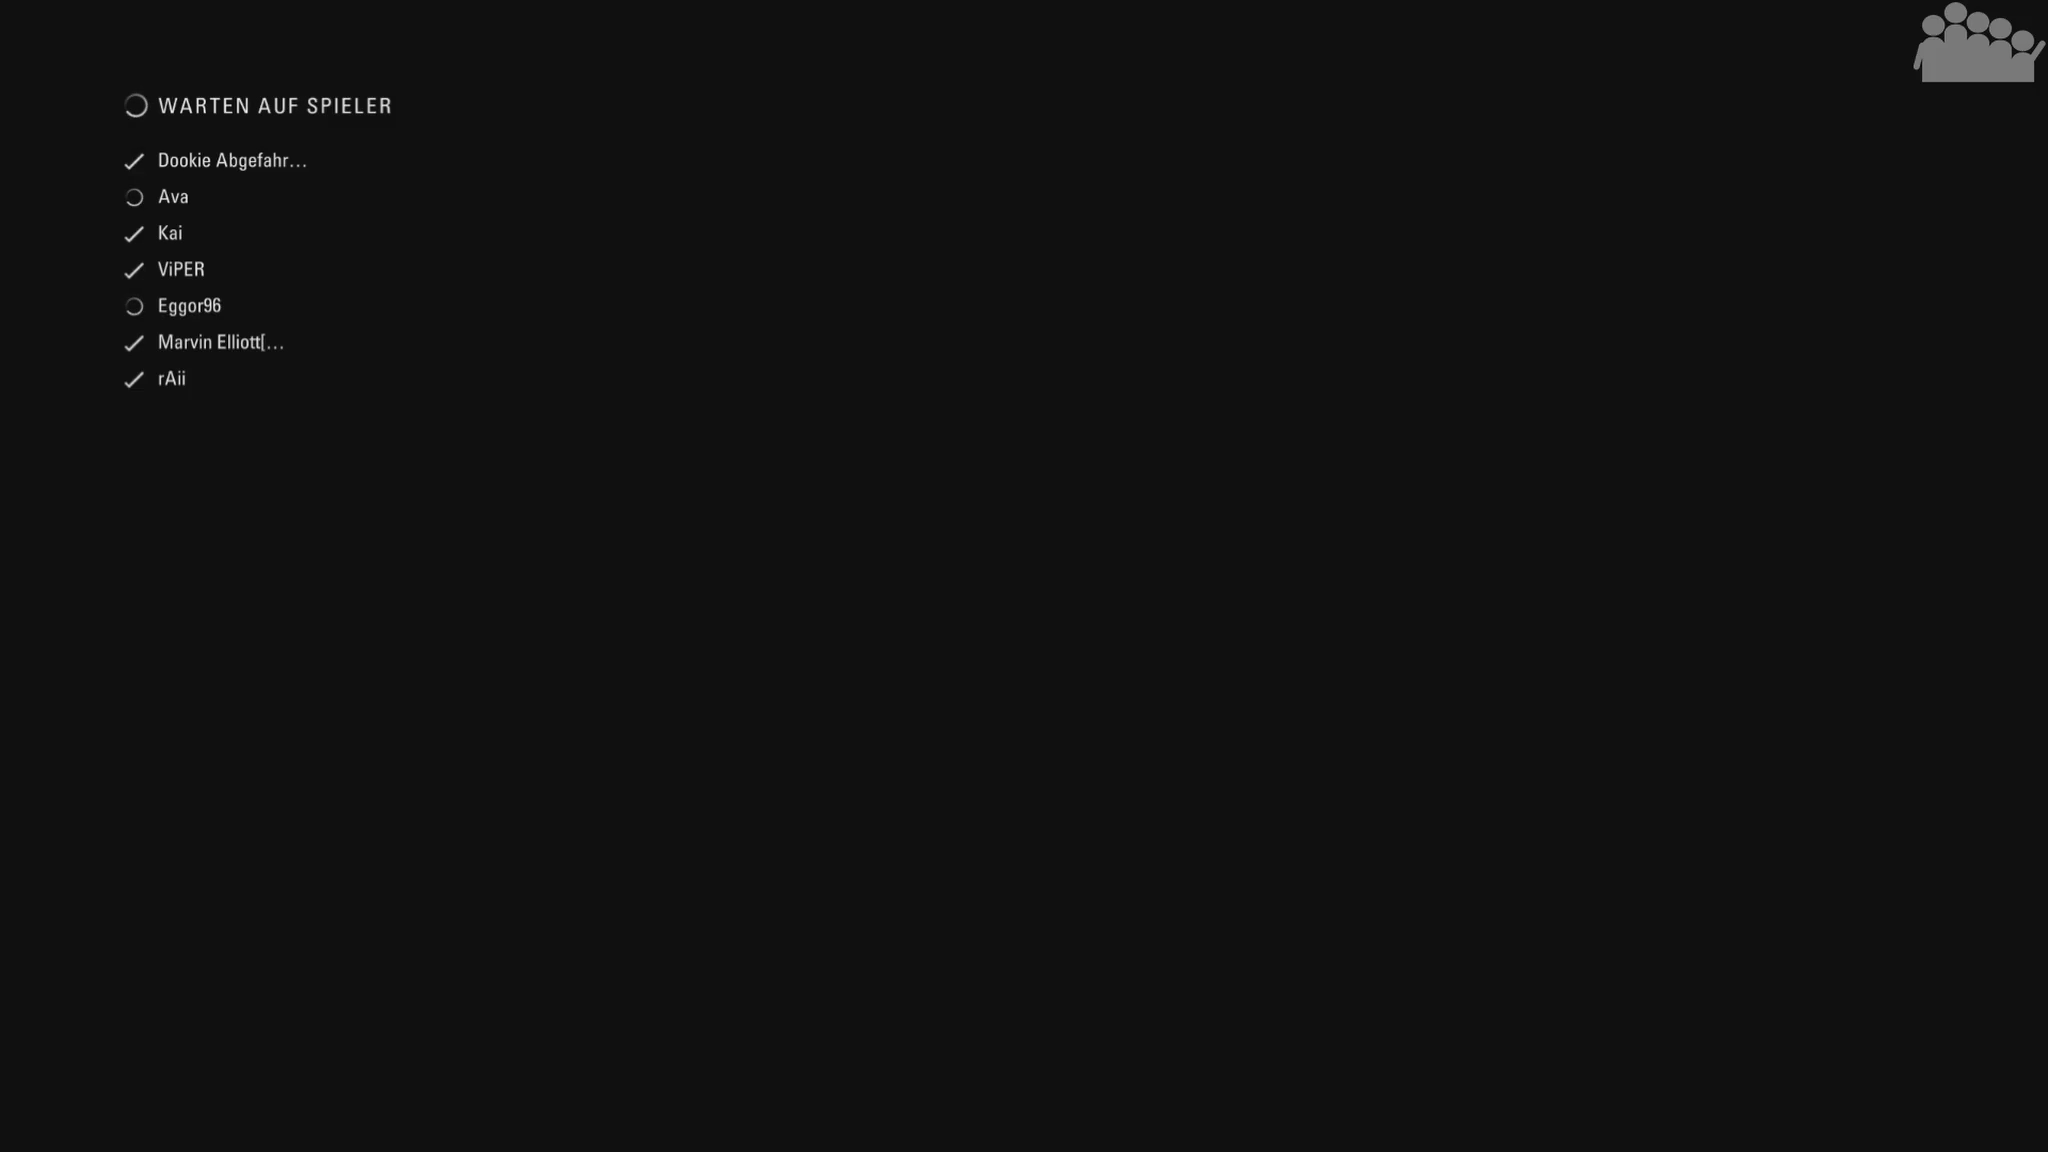 WARTEN AUF SPIELER
Dookie Abgefahr...
Ava
Kai
ViPER
Eggor96
Marvin Elliott[...
rAii